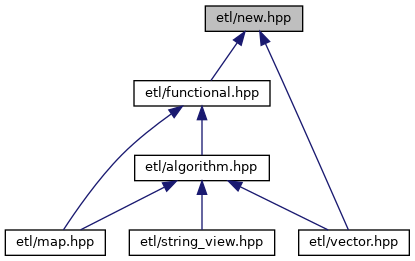 etl/new.hpp
etl/functional.hpp
etl/algorithm.hpp
etl/map.hpp
etl/string_view.hpp
etl/vector.hpp